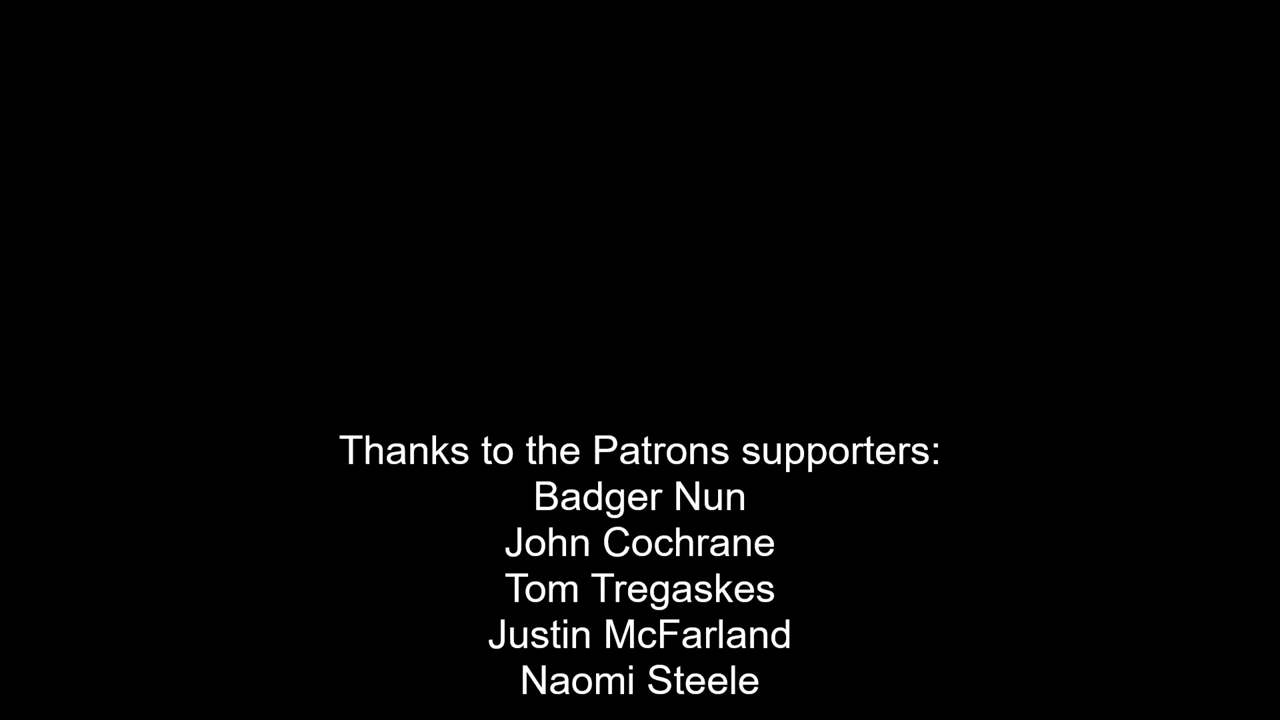 Thanks to the Patrons supporters:
Badger Nun
John Cochrane
Tom Tregaskes
Justin McFarland
Naomi Steele